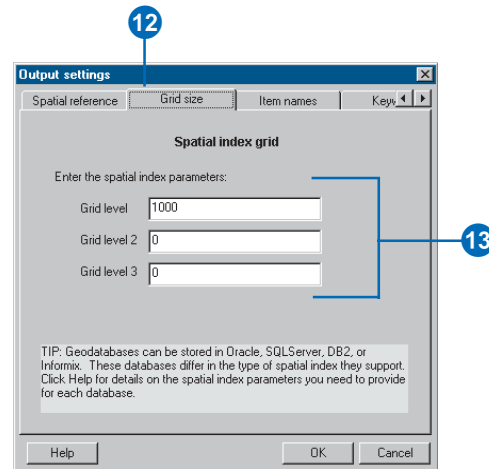 12
Output settings
Spatial reference
Grid size
Item names
Spatial index grid
Enter the spatial index parameters:
Grid level
1000
Grid level 2
0
Grid level 3
0
13
TIP: Geodatabases can be stored in Oracle, SQLServer, DB2, or
Informix. These databases differ in the type of spatial index they support.
Click Help for details on the spatial index parameters you need to provide
for each database.
Help
OK
Cancel